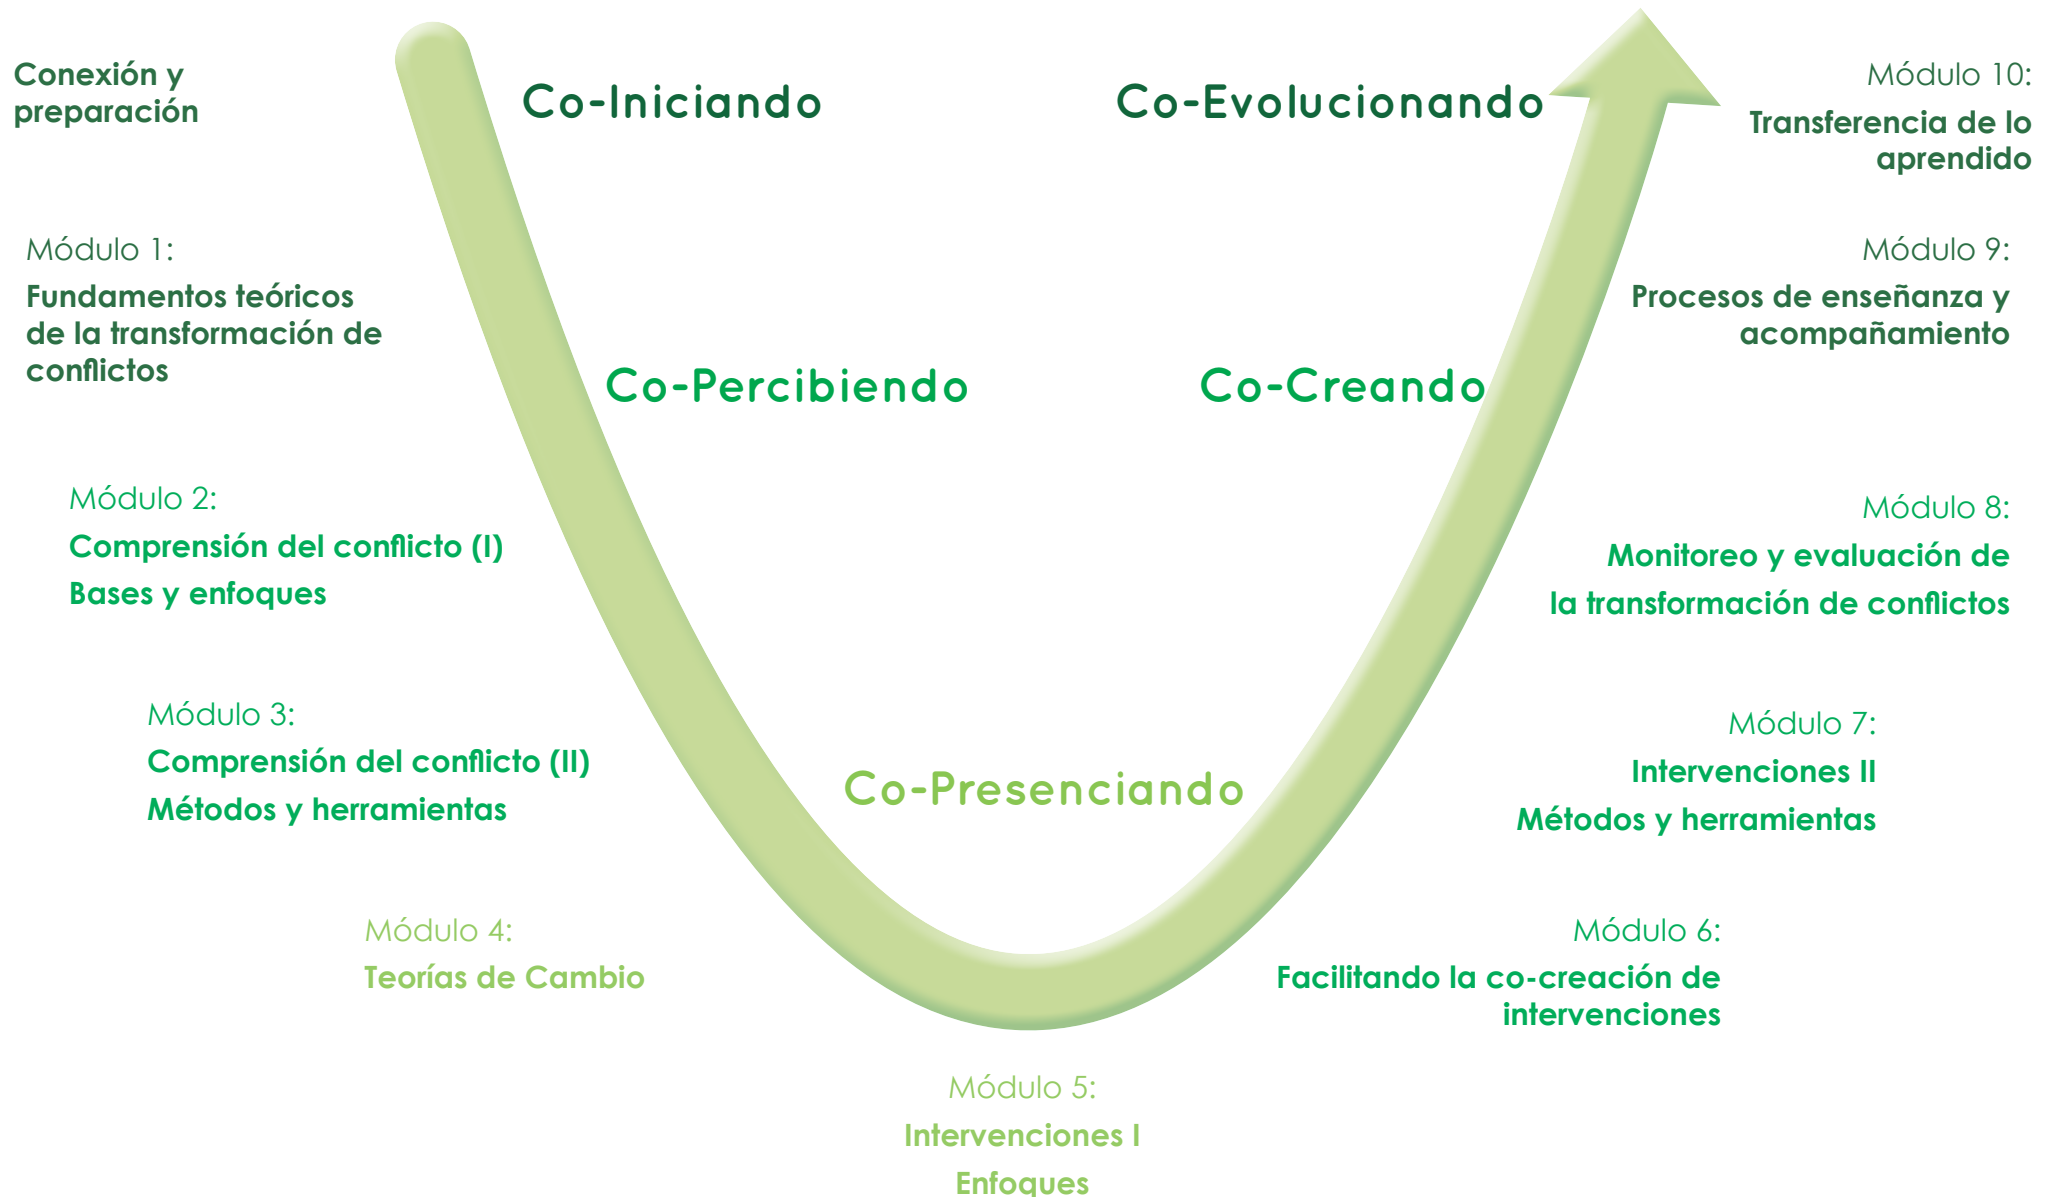 Conexión y
preparación
Co-Iniciando
Módulo 1:
Fundamentos teóricos
de la transformación de
conflictos
Co-Percibiendo
Módulo 2:
Comprensión del conflicto (I)
Bases y enfoques
Módulo 3:
Comprensión del conflicto (II)
Métodos y herramientas
Co-Presenciando
Módulo 4:
Teorías de Cambio
Módulo 5:
Intervenciones I
Enfoques
Módulo 6:
Facilitando la co-creación de
intervenciones
Co-Creando
Módulo 7:
Intervenciones II
Métodos y herramientas
Módulo 8:
Monitoreo y evaluación de
la transformación de conflictos
Co-Evolucionando
Módulo 9:
Procesos de enseñanza y
acompañamiento
Módulo 10:
Transferencia de lo
aprendido